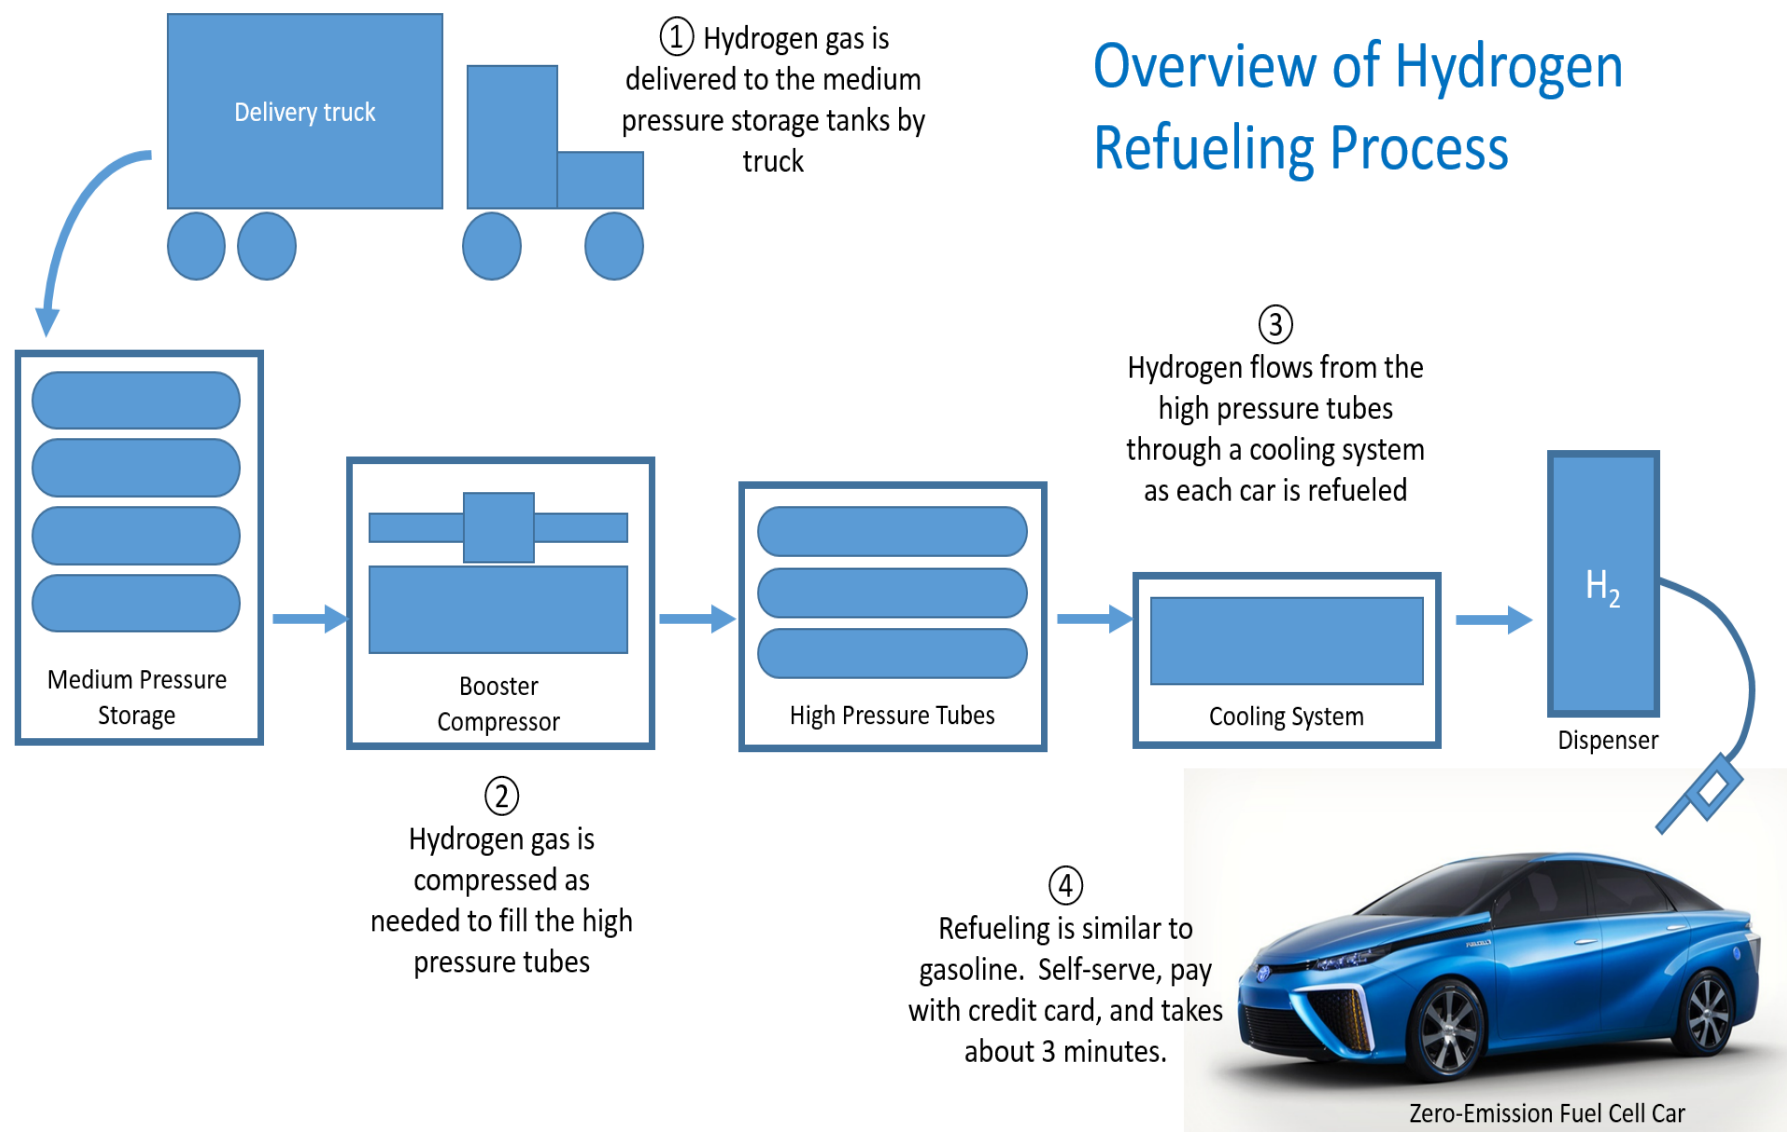 Delivery truck
① Hydrogen gas is
delivered to the medium
pressure storage tanks by
truck
Overview of Hydrogen
Refueling Process
Medium Pressure
Storage
Booster
Compressor
②
Hydrogen gas is
compressed as
needed to fill the high
pressure tubes
High Pressure Tubes
③
Hydrogen flows from the
high pressure tubes
through a cooling system
as each car is refueled
Cooling System
H₂
Dispenser
④
Refueling is similar to
gasoline.  Self-serve, pay
with credit card, and takes
about 3 minutes.
Zero-Emission Fuel Cell Car